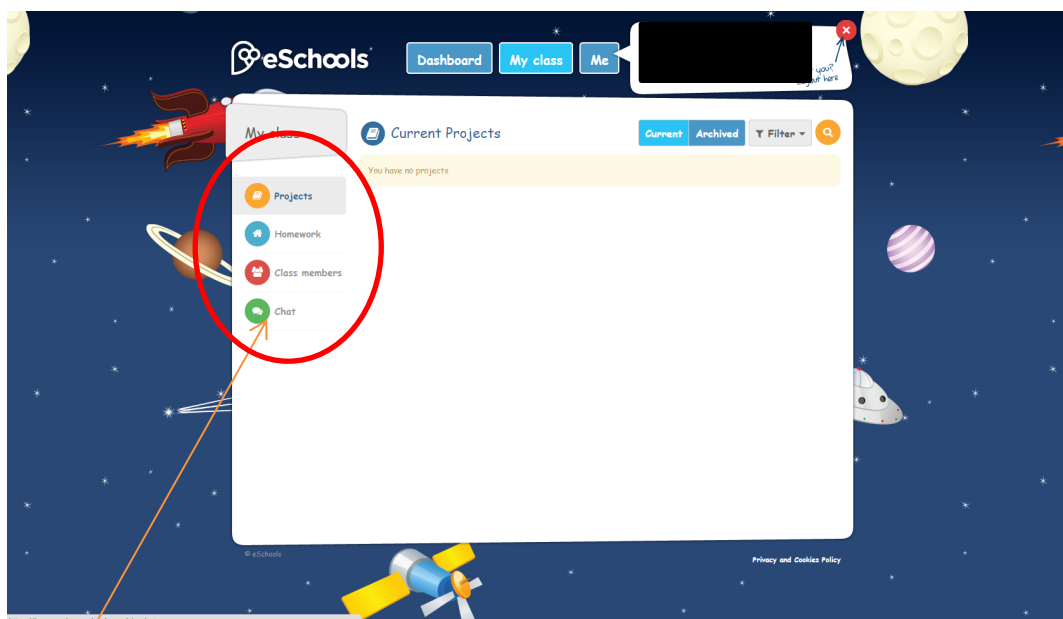 eSchools
Dashboard My class Me
you?
out here
My class
Current Projects
Current Archived Filter
You have no projects
Projects
Homework
Class members
Chat
© eSchools
Privacy and Cookies Policy